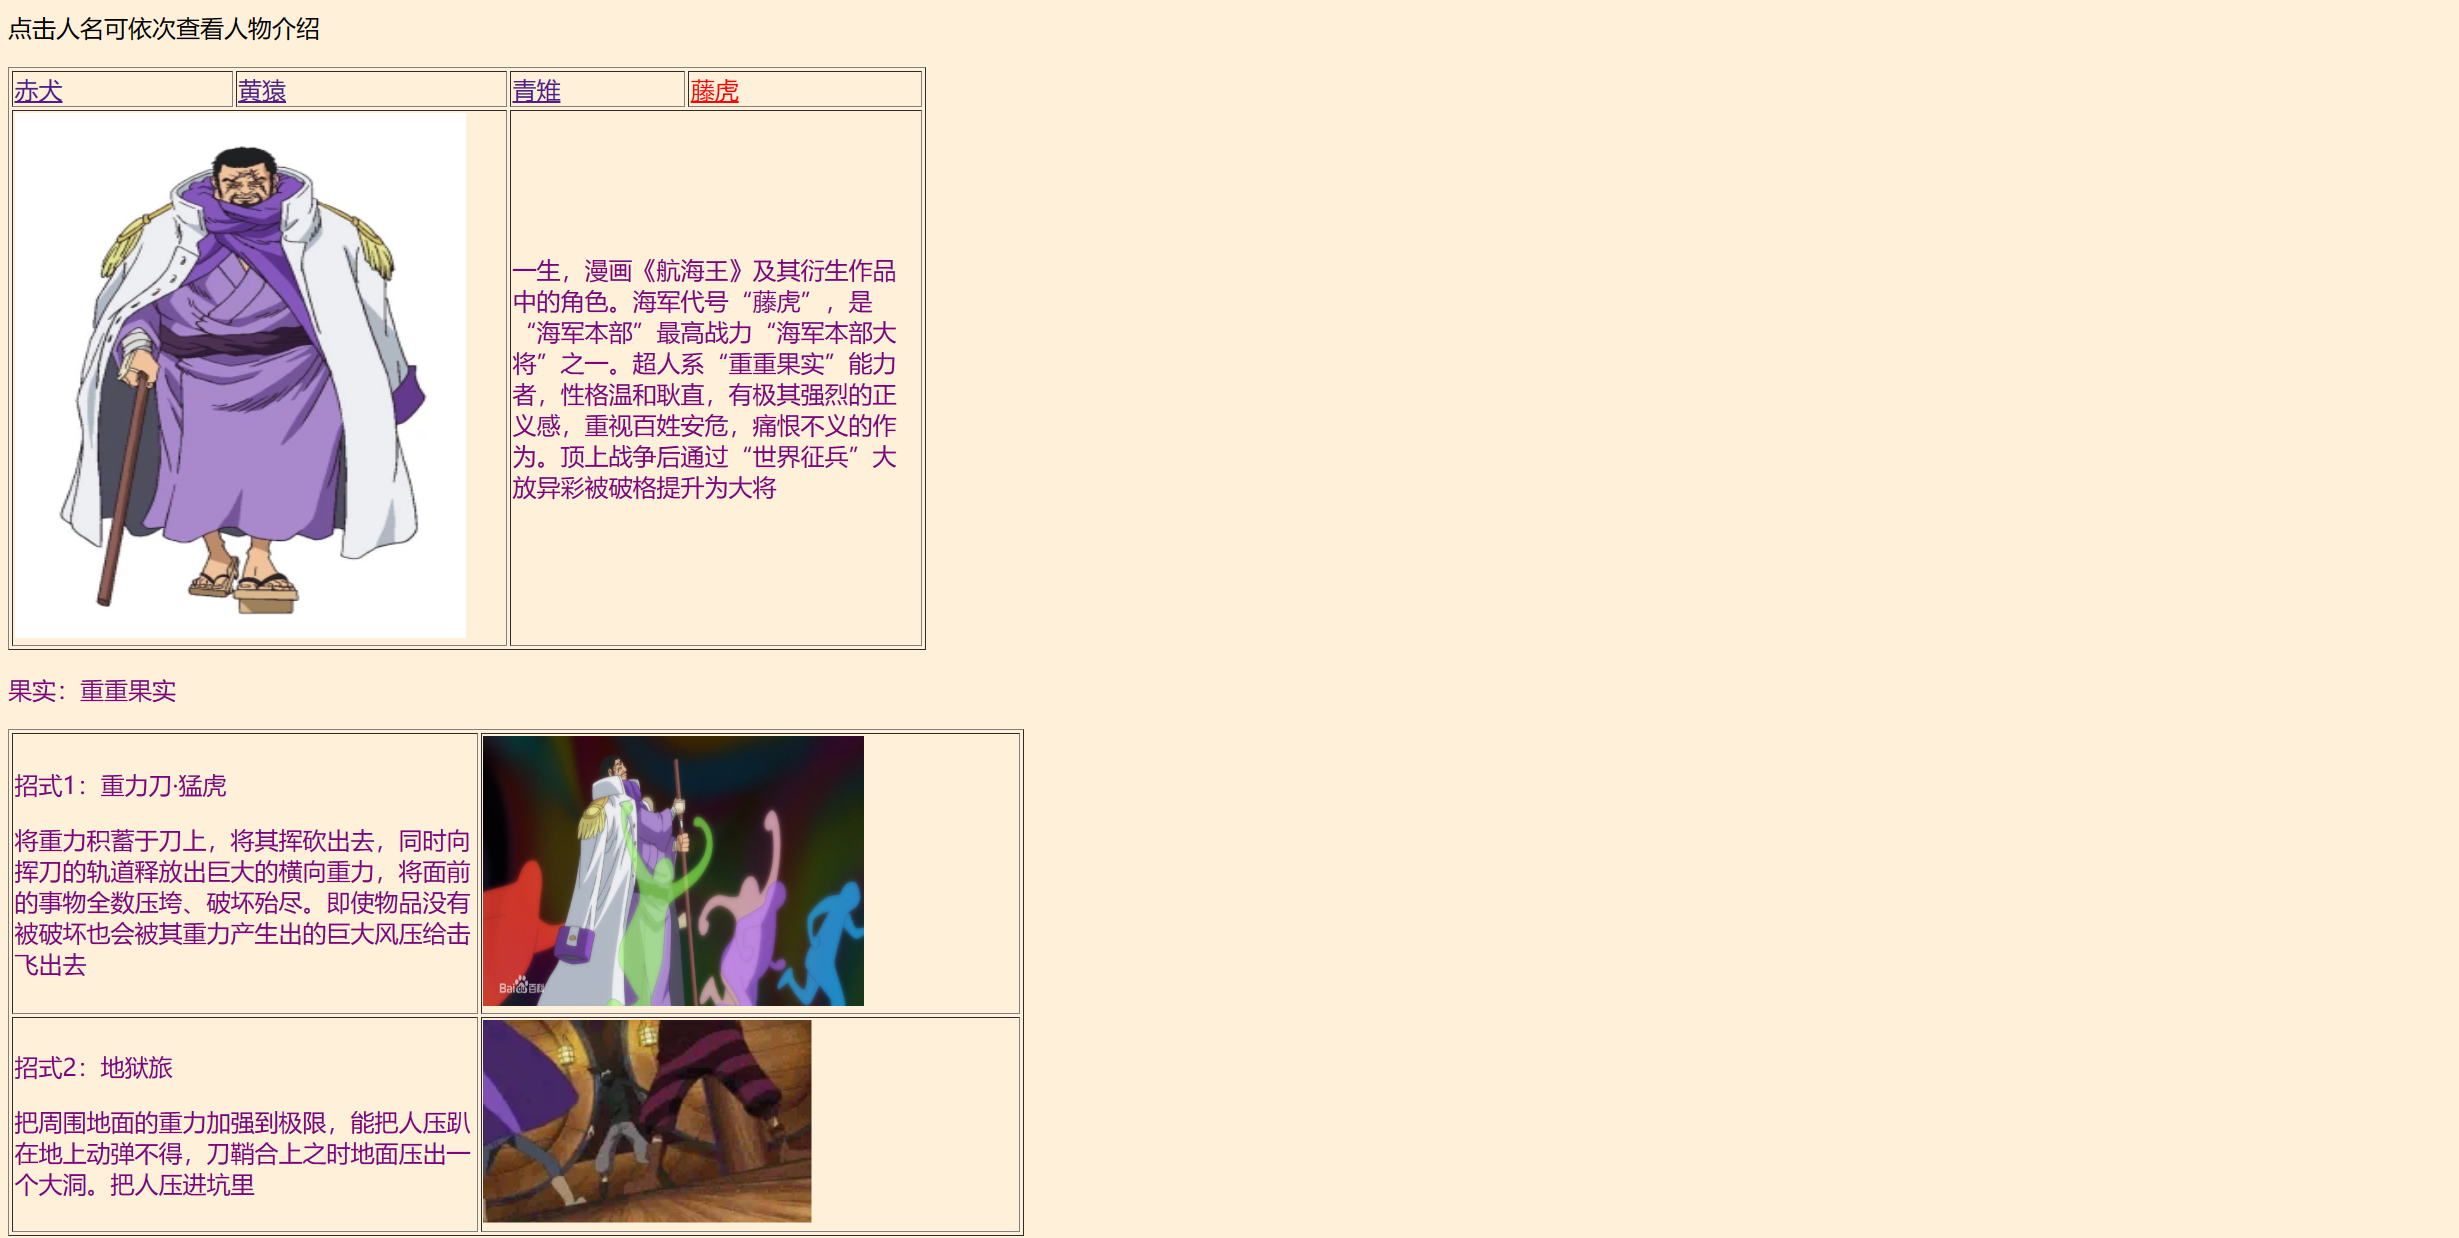 点击人名可依次查看人物介绍
赤犬 黄猿 青雉 藤虎
一生，漫画《航海王》及其衍生作品
中的角色。海军代号“藤虎”，是
“海军本部”最高战力“海军本部大
将”之一。超人系“重重果实”能力
者，性格温和耿直，有极其强烈的正
义感，重视百姓安危，痛恨不义的作
为。顶上战争后通过“世界征兵”大
放异彩被破格提升为大将
果实：重重果实
招式1：重力刀·猛虎
将重力积蓄于刀上，将其挥砍出去，同时向
挥刀的轨道释放出巨大的横向重力，将面前
的事物全数压垮、破坏殆尽。即使物品没有
被破坏也会被其重力产生出的巨大风压给击
飞出去
Bai du 百科
招式2：地狱旅
把周围地面的重力加强到极限，能把人压趴
在地上动弹不得，刀鞘合上之时地面压出一
个大洞。把人压进坑里